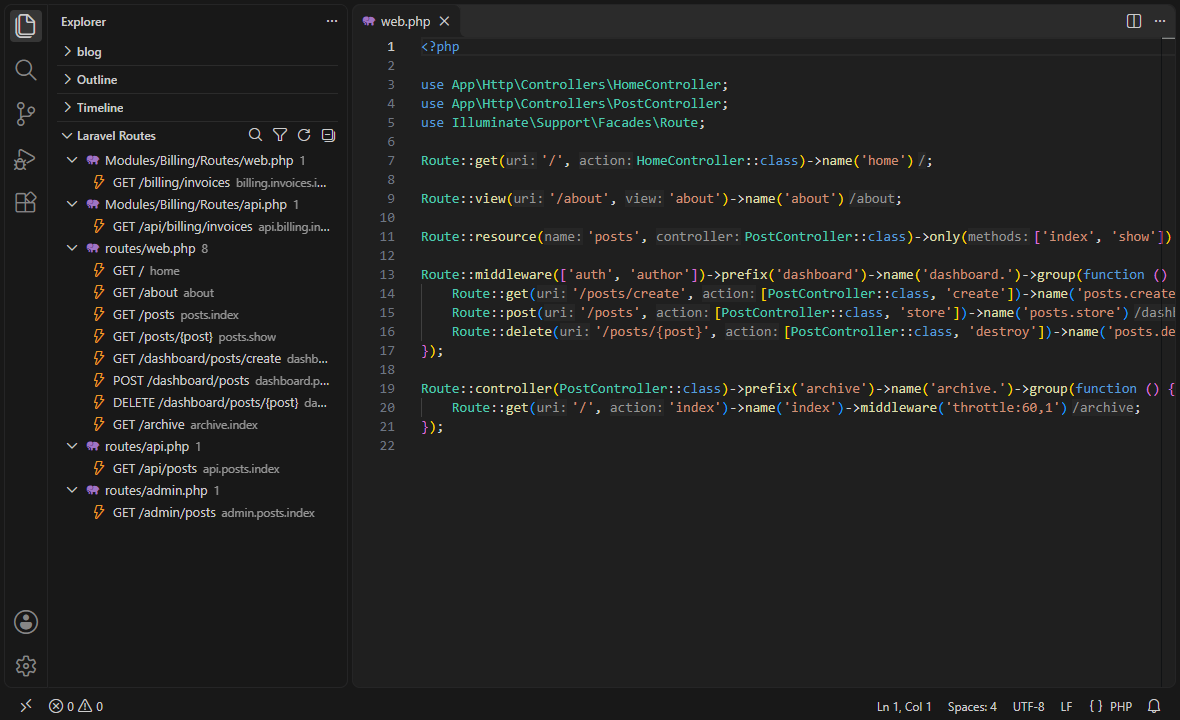 Explorer
blog
Outline
Timeline
Laravel Routes
Modules/Billing/Routes/web.php 1
GET /billing/invoices billing.invoices.i...
Modules/Billing/Routes/api.php 1
GET /api/billing/invoices api.billing.in...
routes/web.php 8
GET / home
GET /about about
GET /posts posts.index
GET /posts/{post} posts.show
GET /dashboard/posts/create dashb...
POST /dashboard/posts dashboard.p...
DELETE /dashboard/posts/{post} da...
GET /archive archive.index
routes/api.php 1
GET /api/posts api.posts.index
routes/admin.php 1
GET /admin/posts admin.posts.index
web.php
1 <?php
2
3 use App\Http\Controllers\HomeController;
4 use App\Http\Controllers\PostController;
5 use Illuminate\Support\Facades\Route;
6
7 Route::get(uri: '/', action: HomeController::class)->name('home') /;
8
9 Route::view(uri: '/about', view: 'about')->name('about') /about;
10
11 Route::resource(name: 'posts', controller: PostController::class)->only(methods: ['index', 'show'])
12
13 Route::middleware(['auth', 'author'])->prefix('dashboard')->name('dashboard.')->group(function ()
14 Route::get(uri: '/posts/create', action: [PostController::class, 'create'])->name('posts.create
15 Route::post(uri: '/posts', action: [PostController::class, 'store'])->name('posts.store') /dash
16 Route::delete(uri: '/posts/{post}', action: [PostController::class, 'destroy'])->name('posts.de
17 });
18
19 Route::controller(PostController::class)->prefix('archive')->name('archive.')->group(function () {
20 Route::get(uri: '/', action: 'index')->name('index')->middleware('throttle:60,1') /archive;
21 });
22
0 0
Ln 1, Col 1 Spaces: 4 UTF-8 LF { } PHP